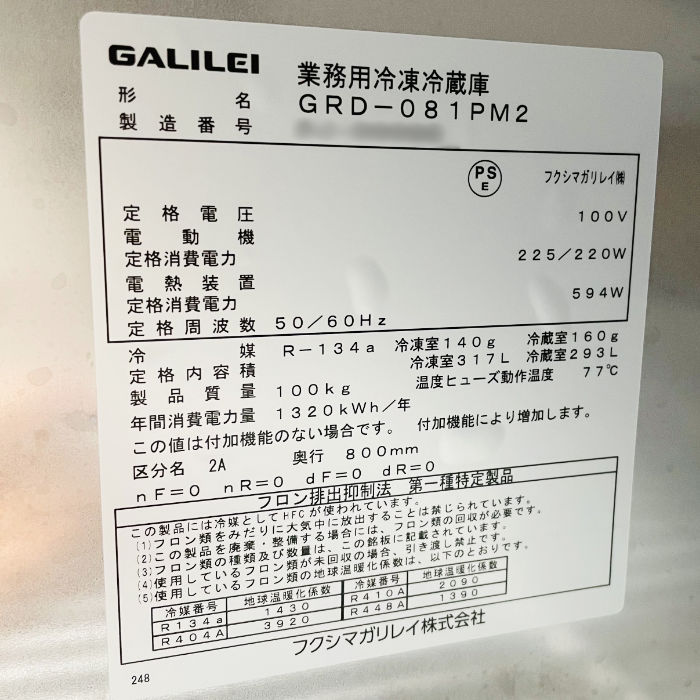 GALILEI
業務用冷凍冷蔵庫
形名 GRD-081PM2
製造番号
PS E フクシマガリレイ㈱
定格電圧 100V
電動機
定格消費電力 225/220W
電熱装置
定格消費電力 594W
定格周波数 50/60Hz
冷媒 R-134a 冷凍室140g 冷蔵室160g
定格内容積 冷凍室317L 冷蔵室293L
製品質量 100kg 温度ヒューズ動作温度 77℃
年間消費電力量 1320kWh/年
この値は付加機能のない場合です。 付加機能により増加します。
区分名 2A 奥行 800mm
nF=0 nR=0 dF=0 dR=0
フロン排出抑制法 第一種特定製品
この製品には冷媒としてHFCが使われています。
(1)フロン類をみだりに大気中に放出することは禁じられています。
(2)この製品を廃棄・整備する場合には、フロン類の回収が必要です。
(3)フロン類の種類及び数量は、この銘板に記載されています。
(4)使用しているフロン類が未回収の場合、引き渡し禁止です。
(5)使用しているフロン類の地球温暖化係数は、以下のとおりです。
冷媒番号 地球温暖化係数 冷媒番号 地球温暖化係数
R134a 1430 R410A 2090
R404A 3920 R448A 1390
フクシマガリレイ株式会社
248